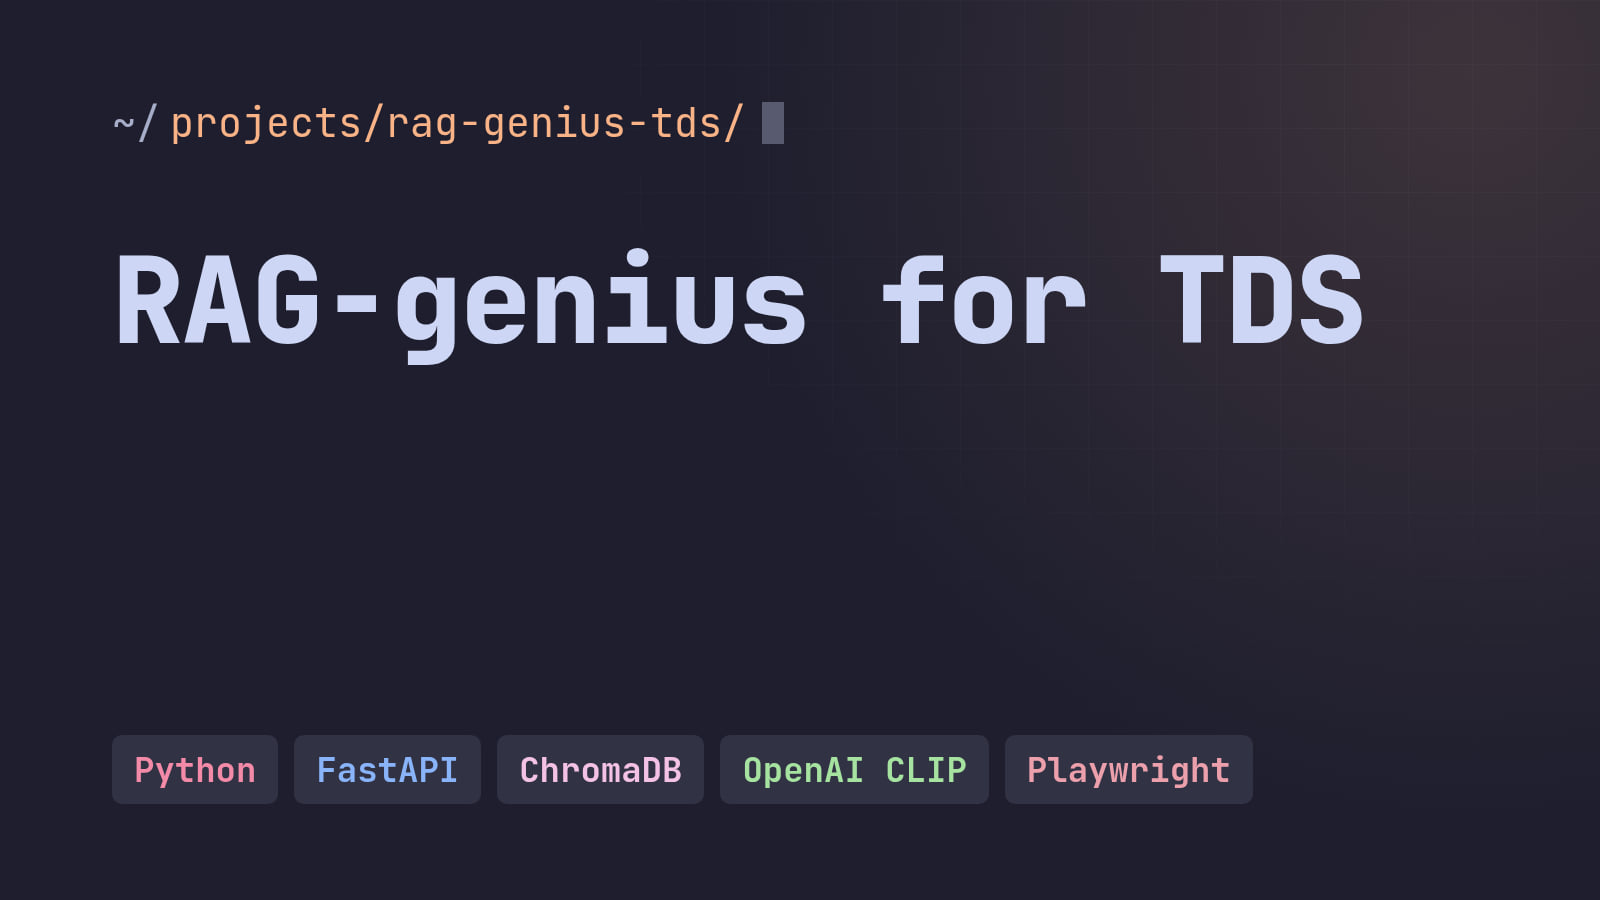 ~/ projects/rag-genius-tds/
RAG-genius for TDS
Python FastAPI ChromaDB OpenAI CLIP Playwright